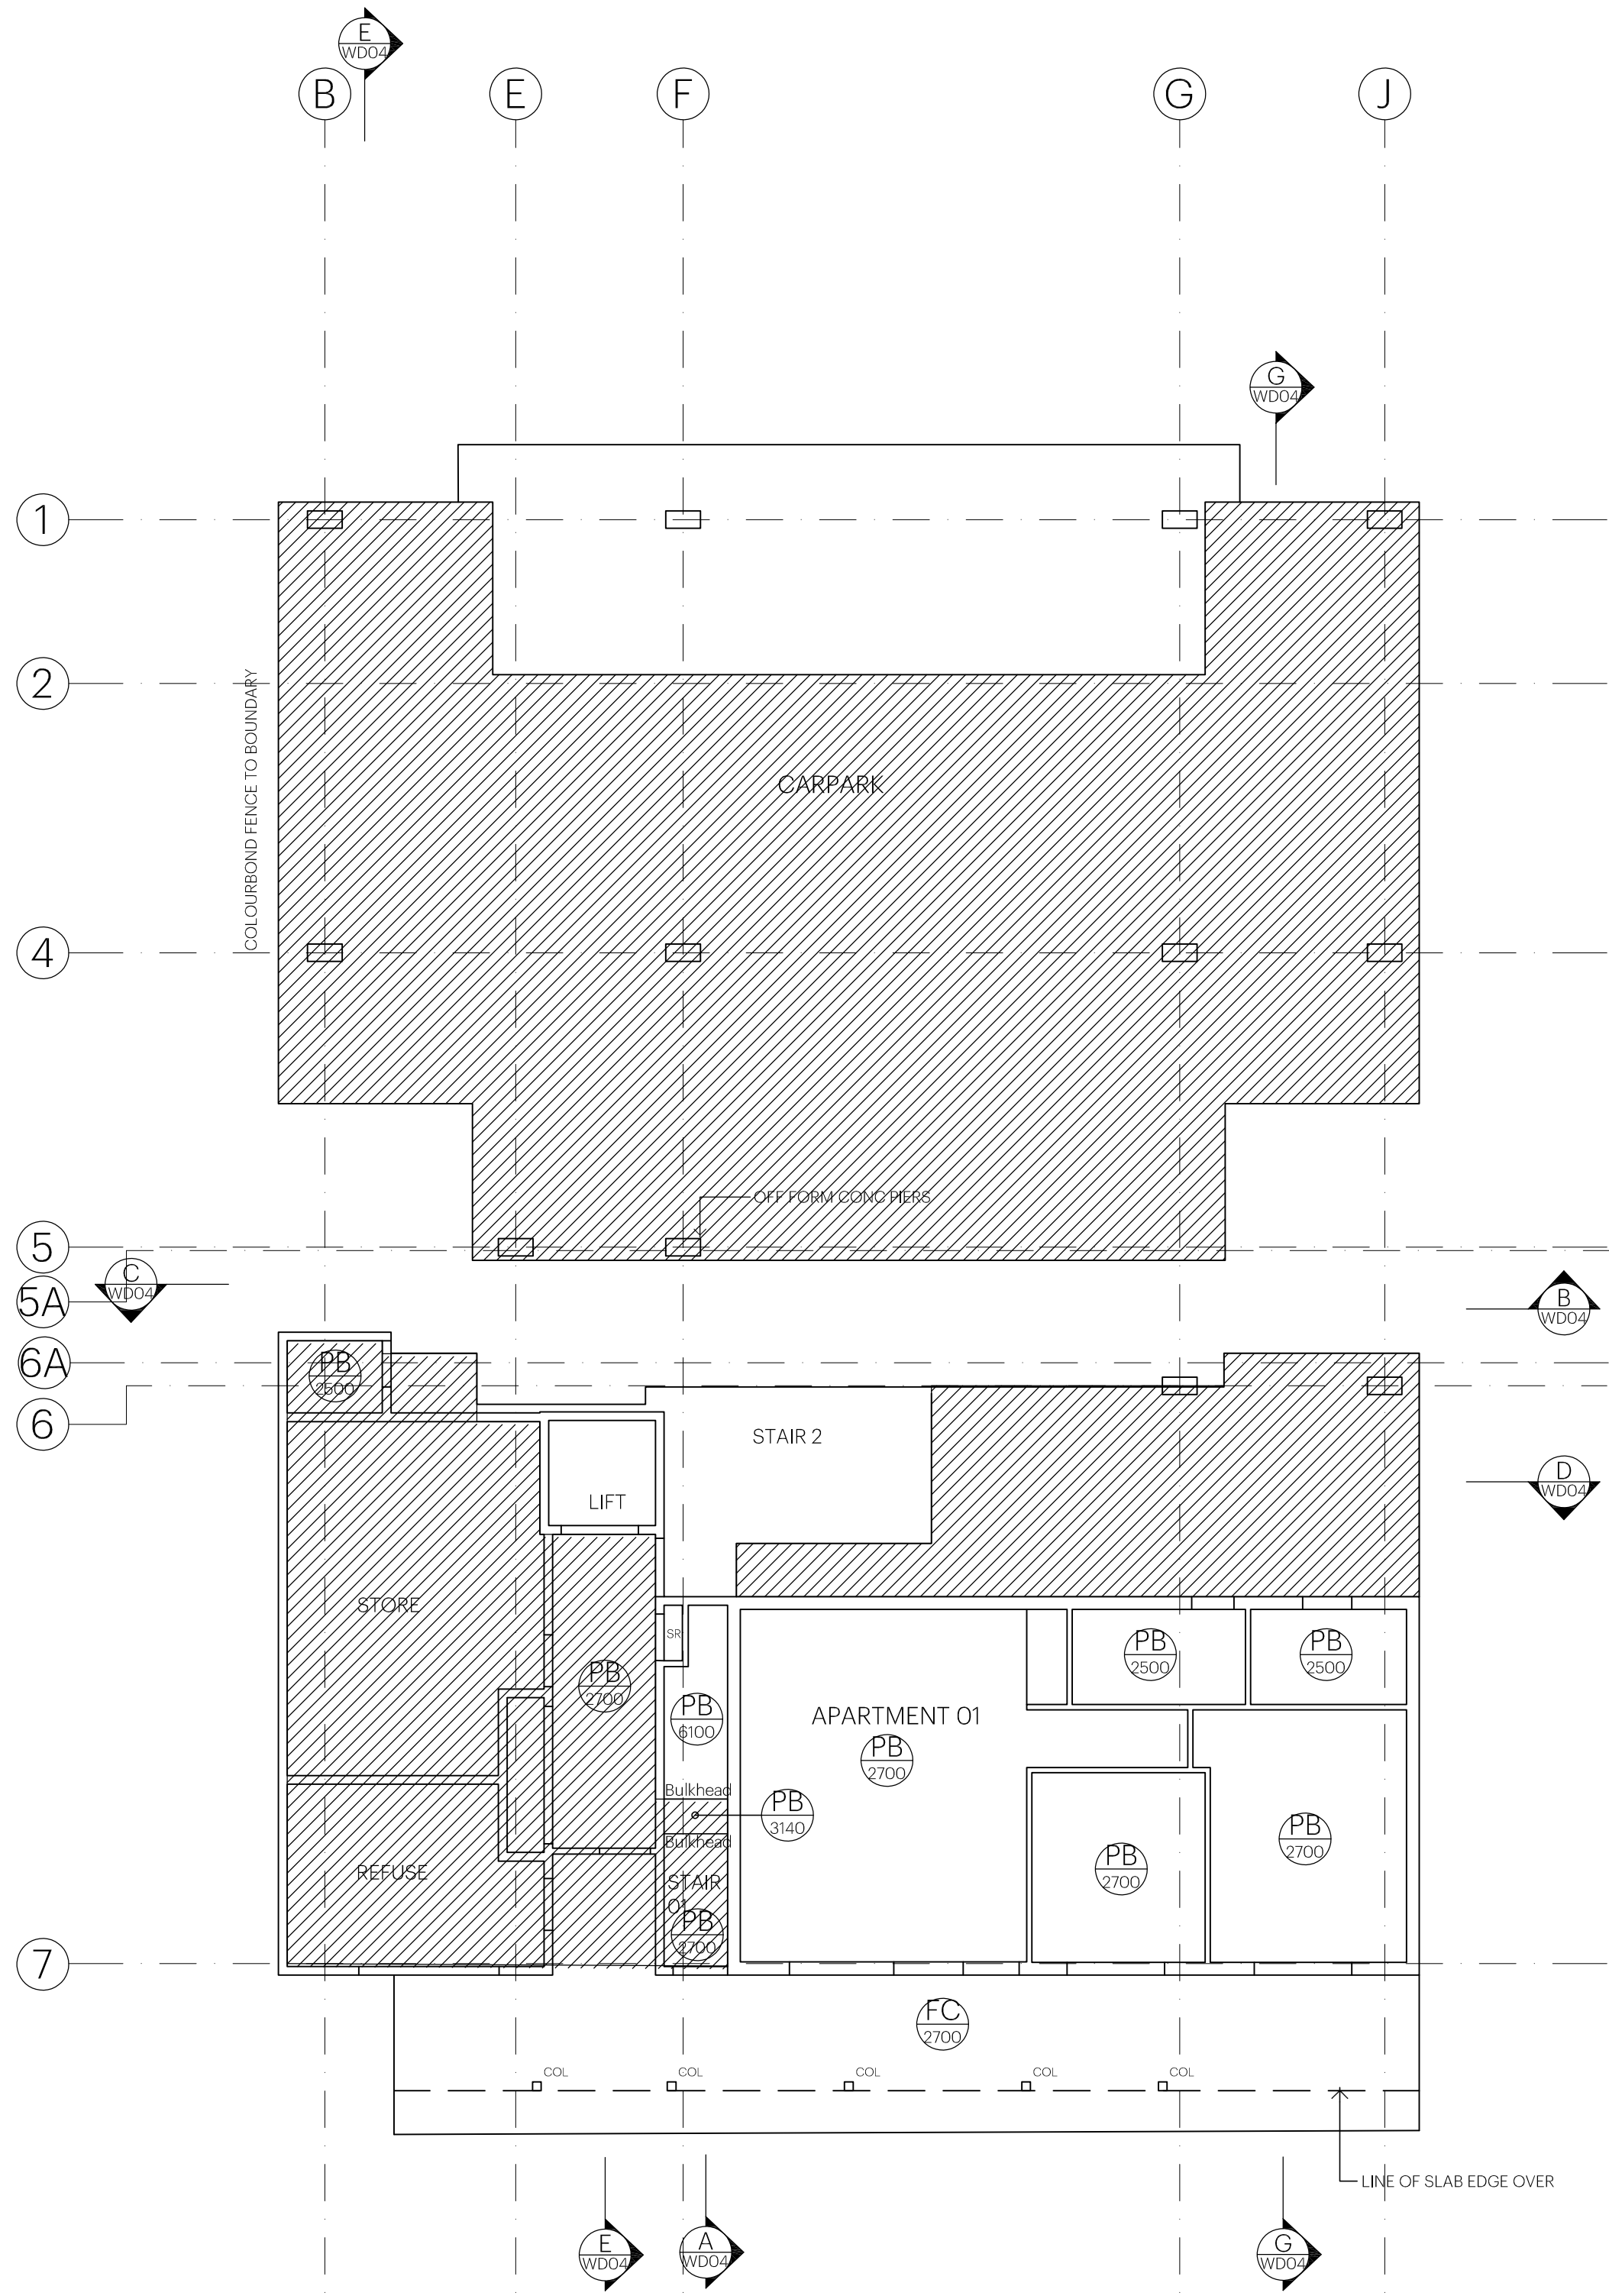 E
WD04
B
E
F
G
J
G
WD04
1
2
COLOURBOND FENCE TO BOUNDARY
CARPARK
4
OFF FORM CONC PIERS
5
C
WD04
5A
B
WD04
6A
PB
2500
6
STAIR 2
D
WD04
LIFT
STORE
SR
PB
2500
PB
2500
PB
2700
PB
6100
APARTMENT 01
PB
2700
Bulkhead
PB
3140
Bulkhead
PB
2700
PB
2700
REFUSE
STAIR
01
PB
2700
7
FC
2700
COL
COL
COL
COL
COL
LINE OF SLAB EDGE OVER
E
WD04
A
WD04
G
WD04